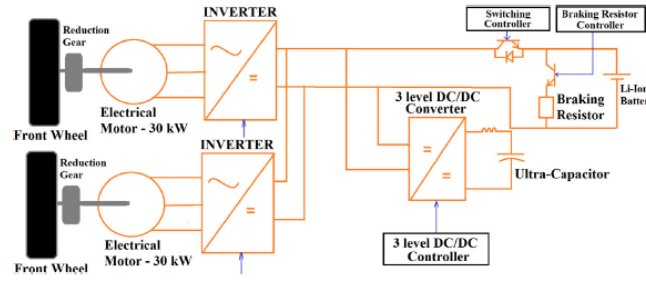 INVERTER
Switching
Controller
Braking Resistor
Controller
Reduction
Gear
Electrical
Motor - 30 kW
Front Wheel
Li-Ion
Braking
Resistor
3 level DC/DC
Converter
INVERTER
Reduction
Gear
Ultra-Capacitor
Electrical
Motor - 30 kW
Front Wheel
3 level DC/DC
Controller